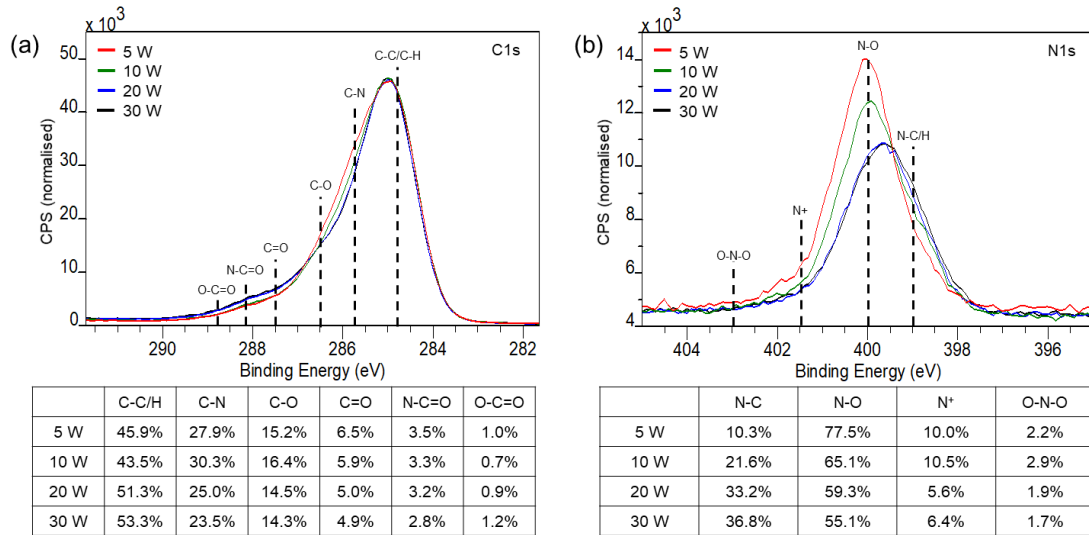 (a)
x 10³
C1s
5 W
10 W
20 W
30 W
C-C/C-H
C-N
C-O
C=O
N-C=O
O-C=O
50
40
30
20
10
0
CPS (normalised)
290 288 286 284 282
Binding Energy (eV)
C-C/H C-N C-O C=O N-C=O O-C=O
5 W 45.9% 27.9% 15.2% 6.5% 3.5% 1.0%
10 W 43.5% 30.3% 16.4% 5.9% 3.3% 0.7%
20 W 51.3% 25.0% 14.5% 5.0% 3.2% 0.9%
30 W 53.3% 23.5% 14.3% 4.9% 2.8% 1.2%
(b)
x 10³
N1s
5 W
10 W
20 W
30 W
N-O
N-C/H
N+
O-N-O
14
12
10
8
6
4
CPS (normalised)
404 402 400 398 396
Binding Energy (eV)
N-C N-O N⁺ O-N-O
5 W 10.3% 77.5% 10.0% 2.2%
10 W 21.6% 65.1% 10.5% 2.9%
20 W 33.2% 59.3% 5.6% 1.9%
30 W 36.8% 55.1% 6.4% 1.7%